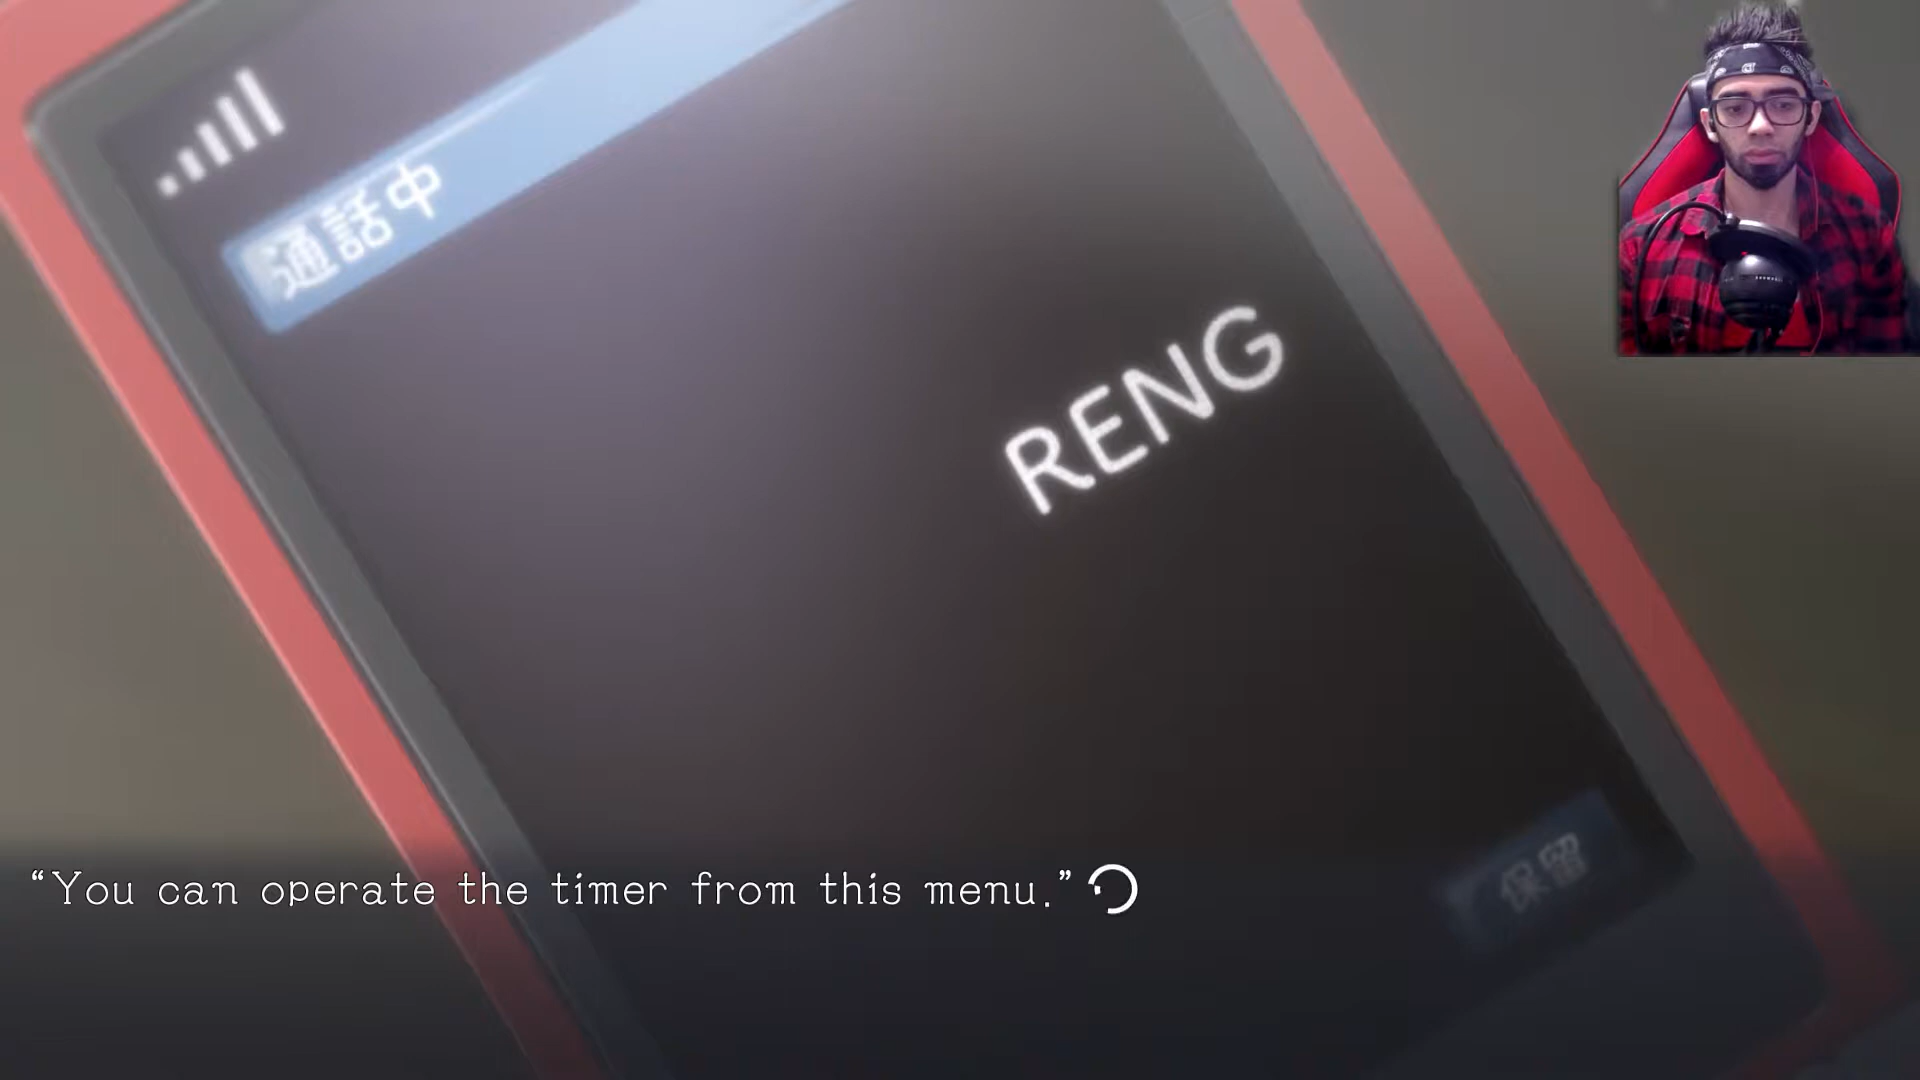 通話中
RENG
保留
“You can operate the timer from this menu.”